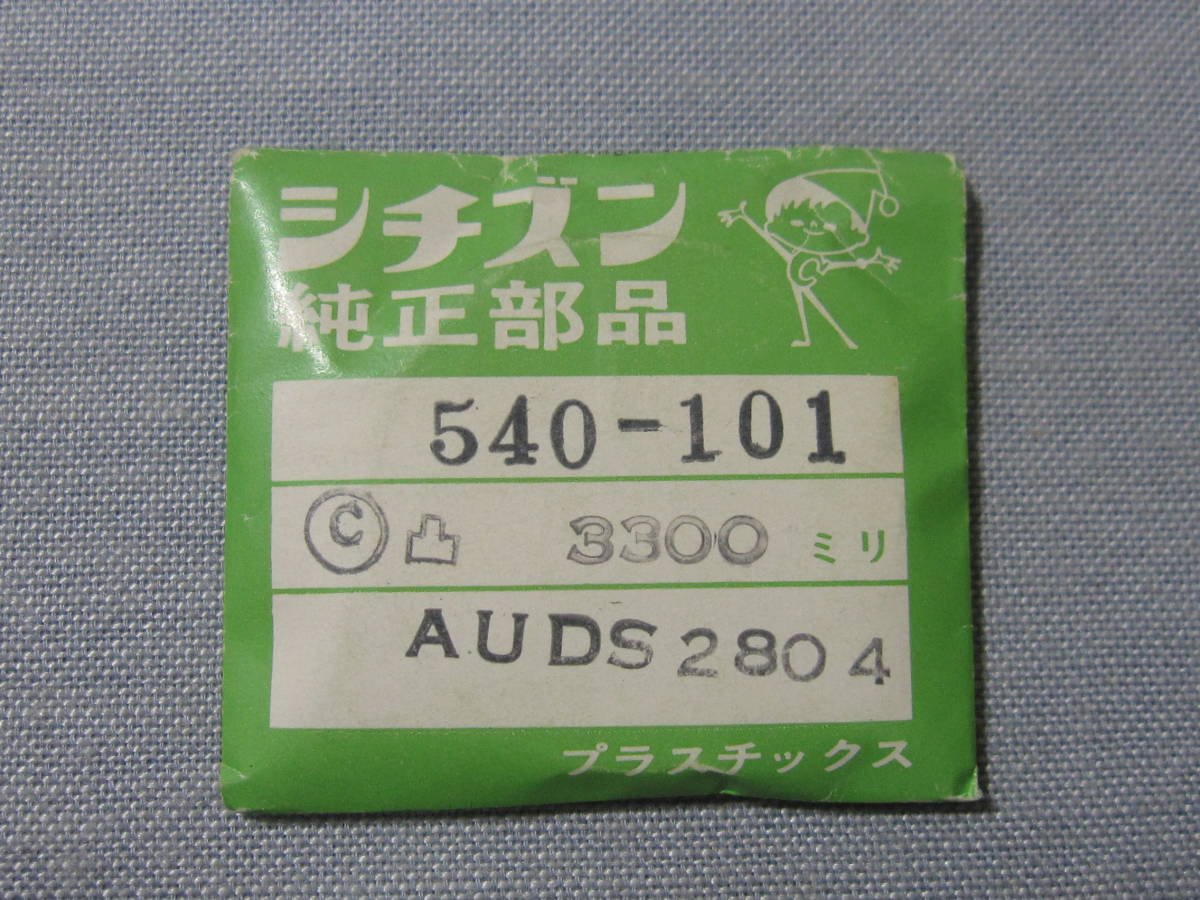 シチズン
純正部品
540-101
Ⓒ凸 3300 ミリ
AUDS 2804
プラスチックス